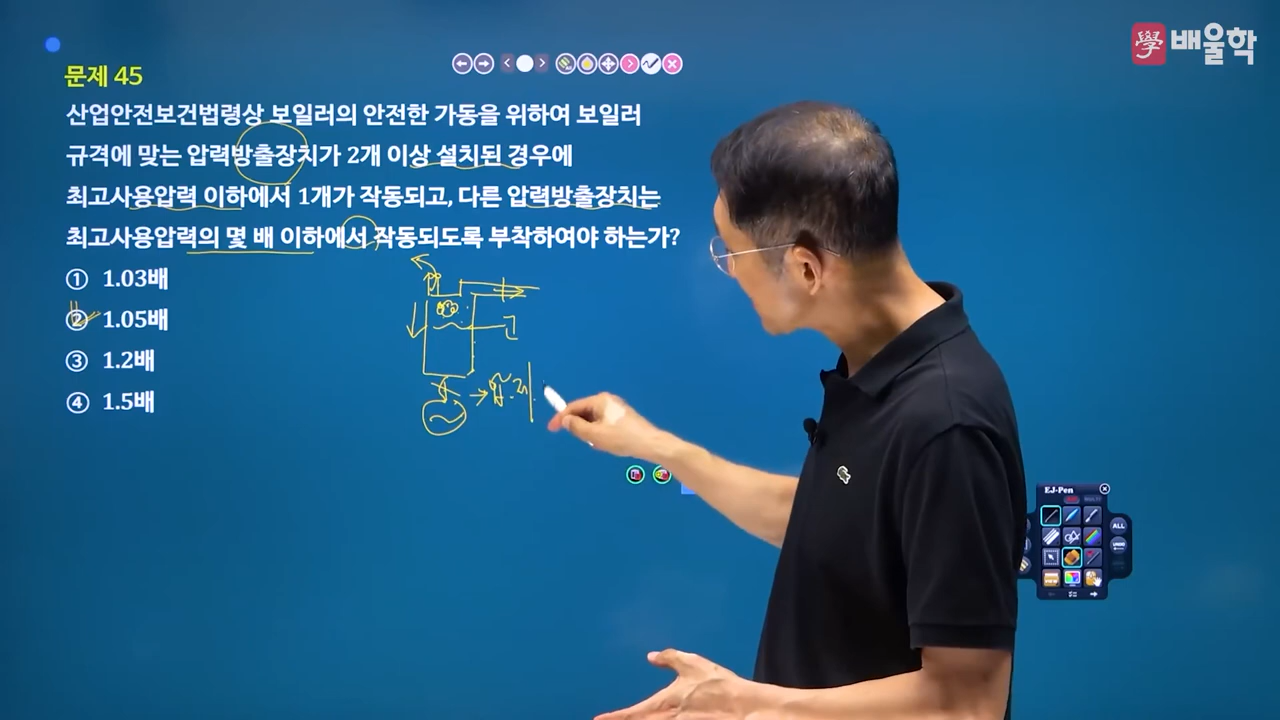 學 배울학
문제 45
산업안전보건법령상 보일러의 안전한 가동을 위하여 보일러
규격에 맞는 압력방출장치가 2개 이상 설치된 경우에
최고사용압력 이하에서 1개가 작동되고, 다른 압력방출장치는
최고사용압력의 몇 배 이하에서 작동되도록 부착하여야 하는가?
① 1.03배
② 1.05배
③ 1.2배
④ 1.5배
EJ-Pen
ALL